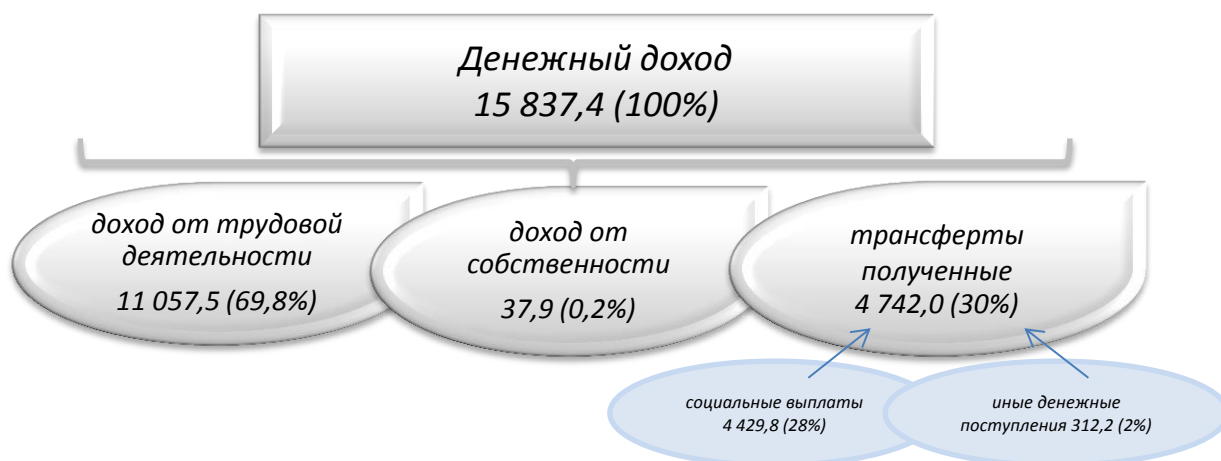 Денежный доход
15 837,4 (100%)
доход от трудовой
деятельности
11 057,5 (69,8%)
доход от
собственности
37,9 (0,2%)
трансферты
полученные
4 742,0 (30%)
социальные выплаты
4 429,8 (28%)
иные денежные
поступления 312,2 (2%)